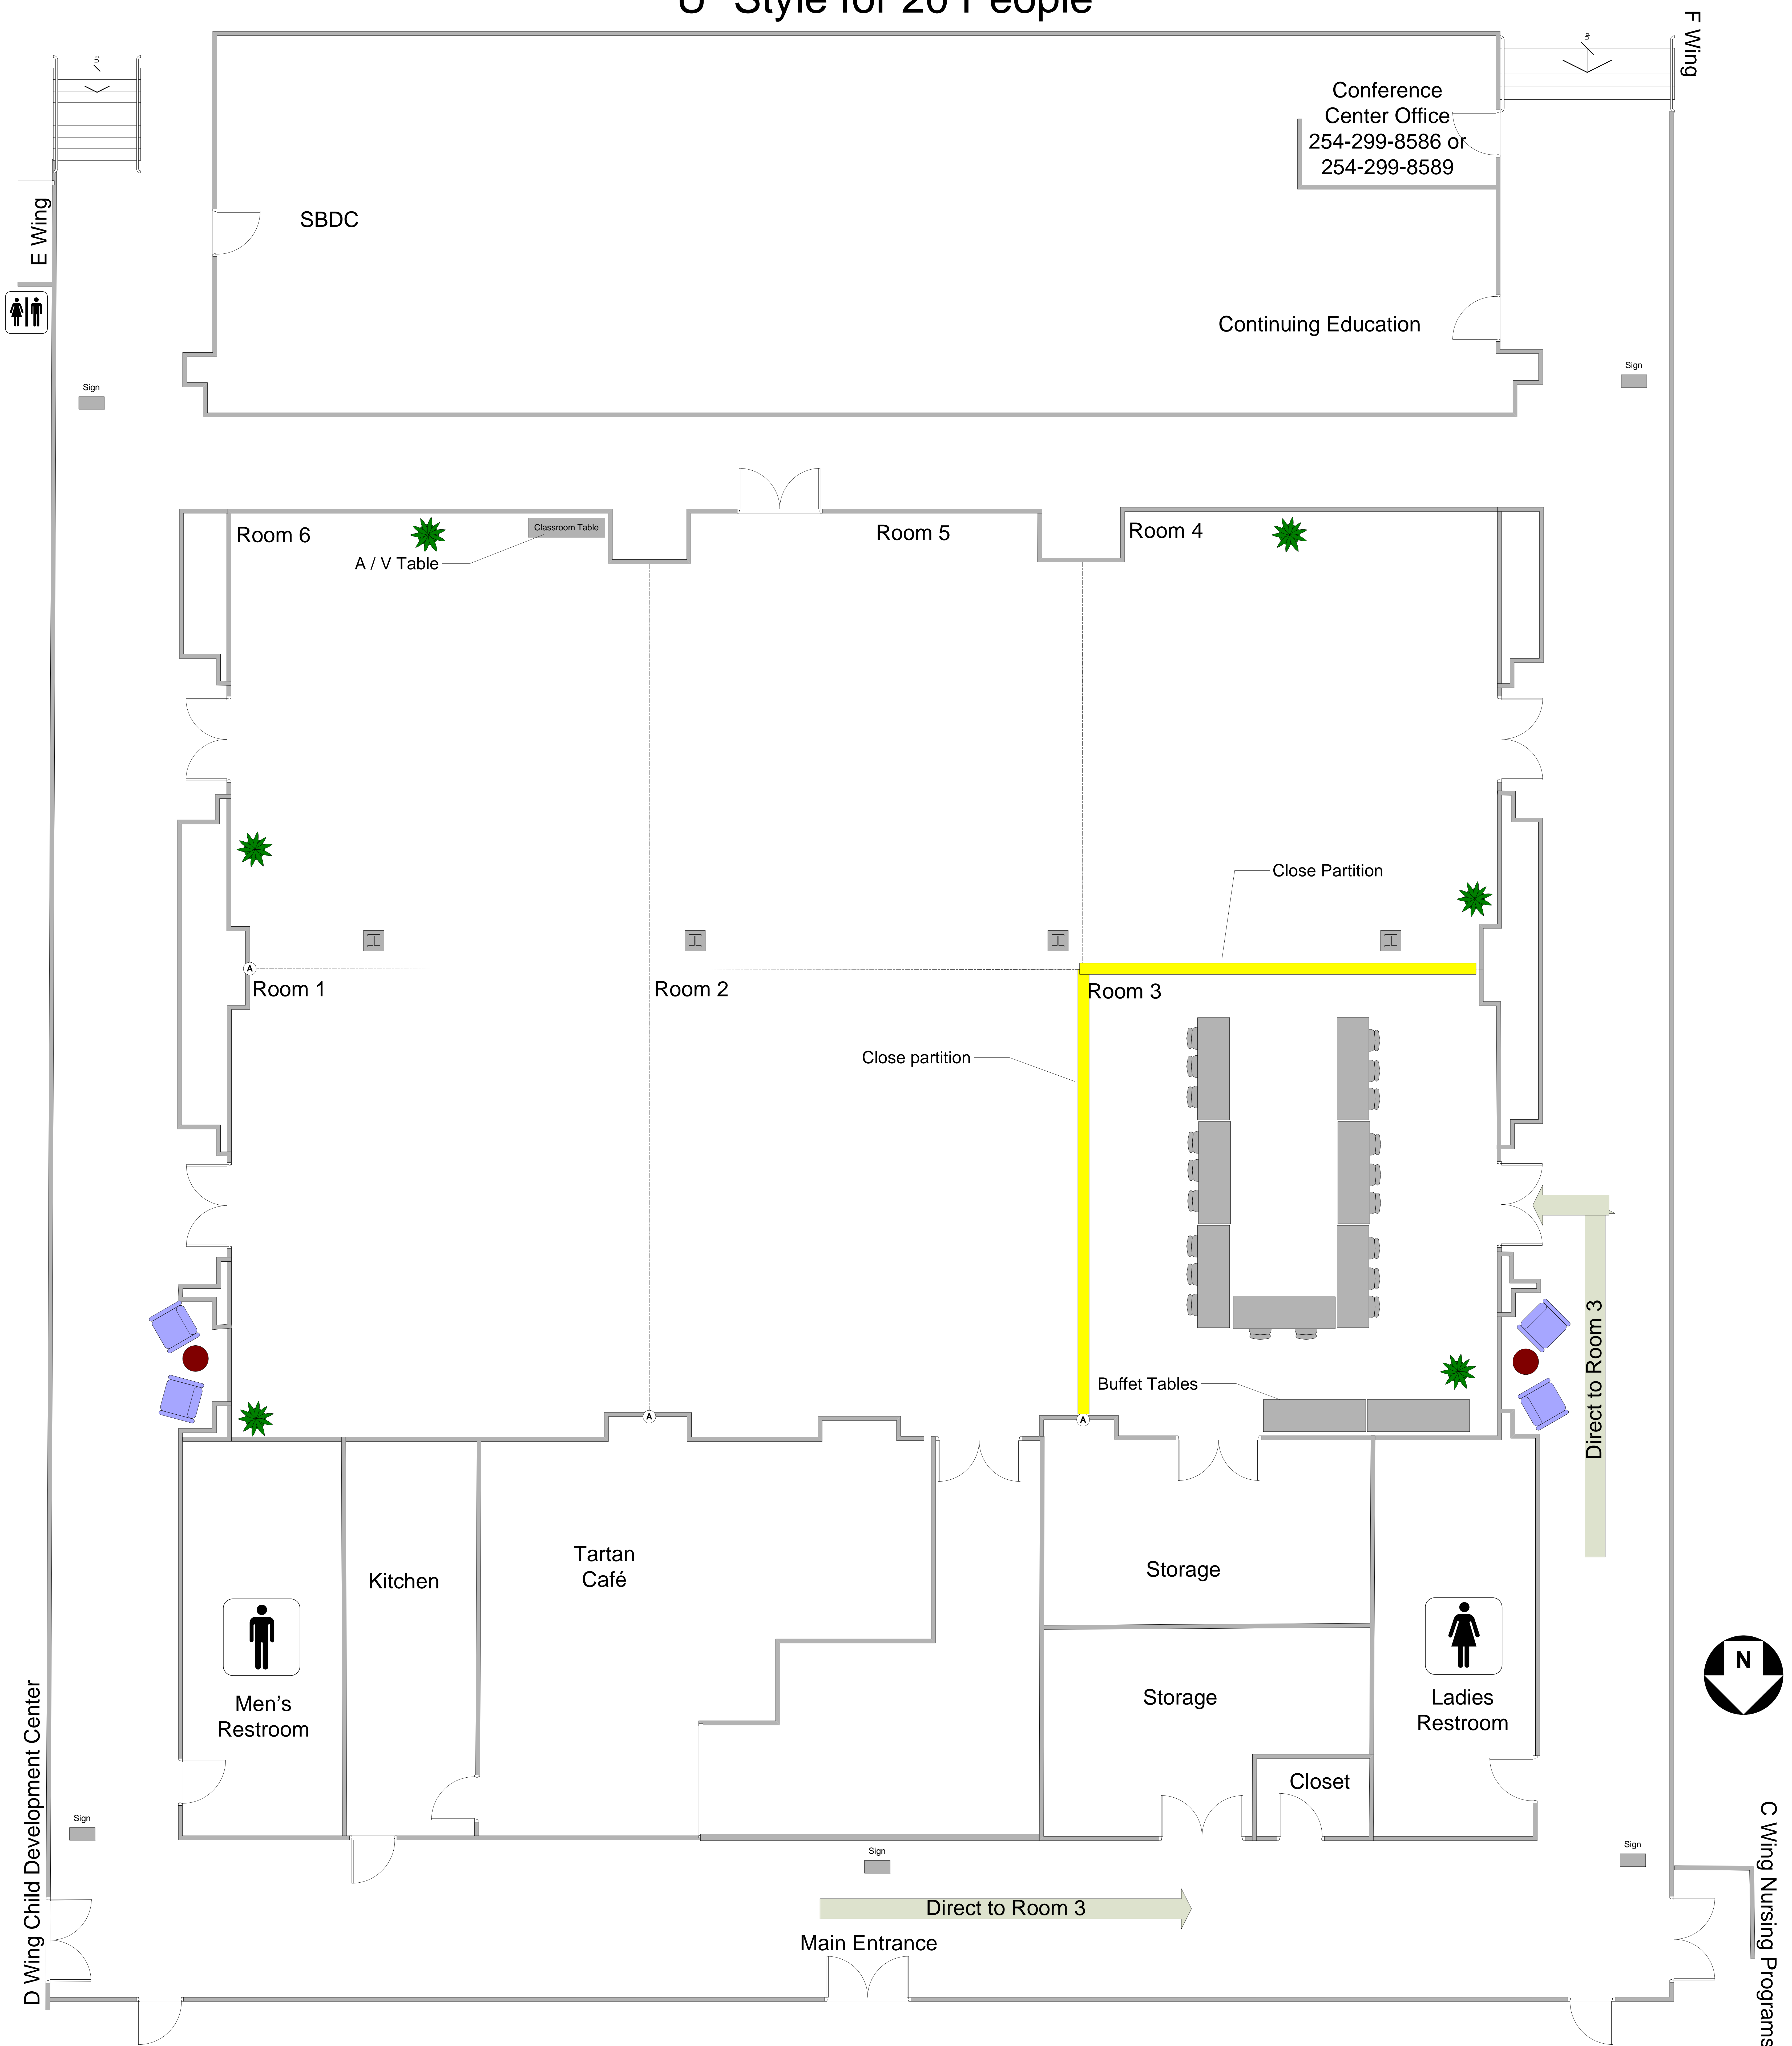 U" Style for 20 People
F Wing
Up
Up
Conference
Center Office
254-299-8586 or
254-299-8589
E Wing
SBDC
Continuing Education
Sign
Sign
Room 6
Classroom Table
A / V Table
Room 5
Room 4
Close Partition
A
Room 1
Room 2
Room 3
Close partition
Direct to Room 3
Buffet Tables
A
A
Tartan
Café
Kitchen
Storage
Men's
Restroom
Storage
Ladies
Restroom
N
Closet
D Wing Child Development Center
C Wing Nursing Programs
Sign
Sign
Sign
Direct to Room 3
Main Entrance